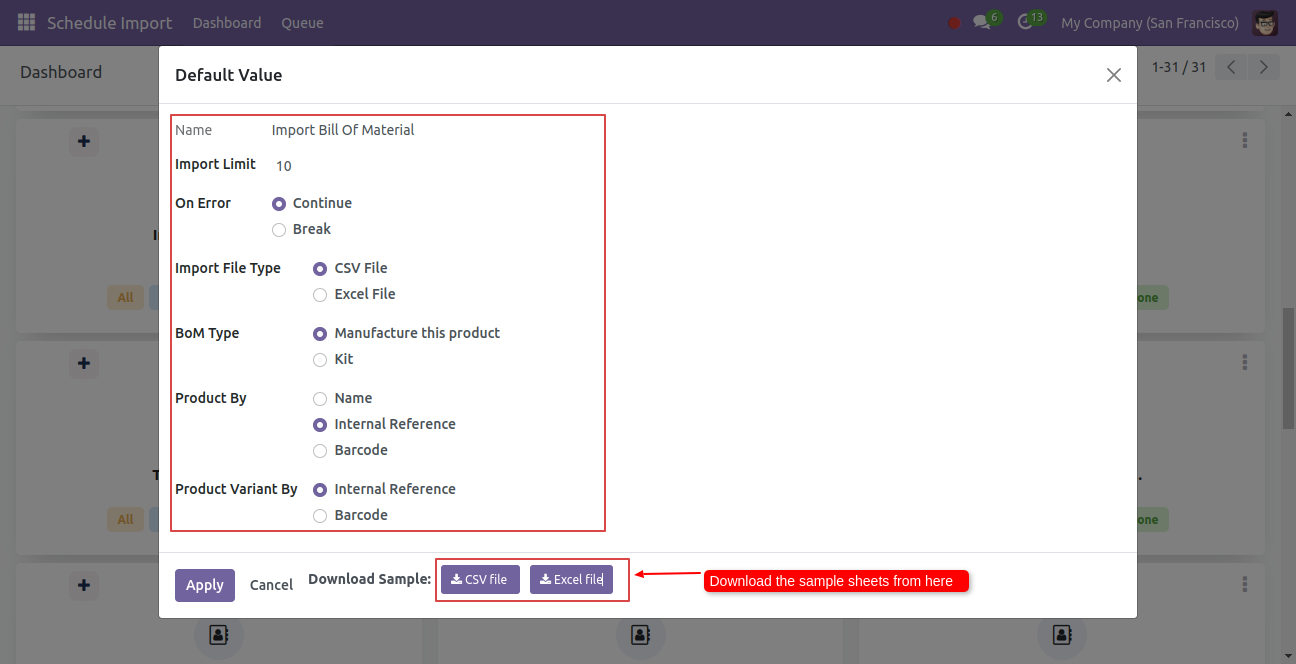 Schedule Import Dashboard Queue 6 13 My Company (San Francisco)
Dashboard
1-31 / 31
Default Value
Name Import Bill Of Material
Import Limit 10
On Error Continue
Break
Import File Type CSV File
Excel File
BoM Type Manufacture this product
Kit
Product By Name
Internal Reference
Barcode
Product Variant By Internal Reference
Barcode
All
All
Apply Cancel Download Sample: CSV file Excel file
Download the sample sheets from here